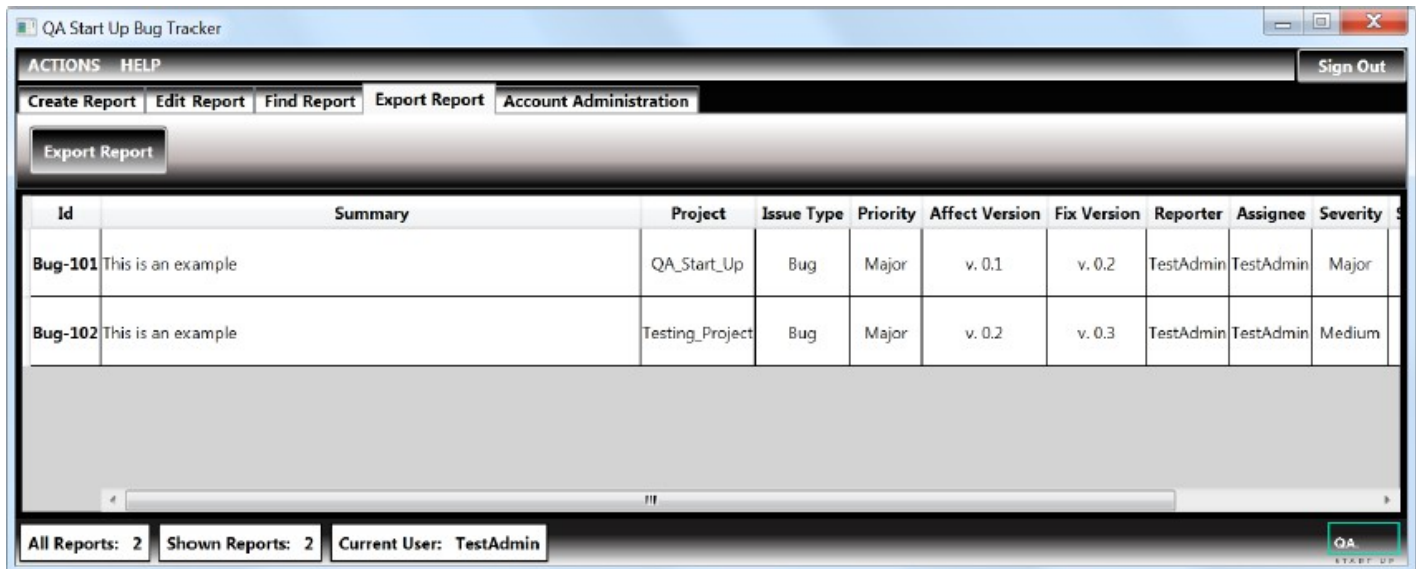 QA Start Up Bug Tracker
ACTIONS HELP Sign Out
Create Report Edit Report Find Report Export Report Account Administration
Export Report
Id Summary Project Issue Type Priority Affect Version Fix Version Reporter Assignee Severity S
Bug-101 This is an example QA_Start_Up Bug Major v. 0.1 v. 0.2 TestAdmin TestAdmin Major
Bug-102 This is an example Testing_Project Bug Major v. 0.2 v. 0.3 TestAdmin TestAdmin Medium
All Reports: 2 Shown Reports: 2 Current User: TestAdmin QA
START UP